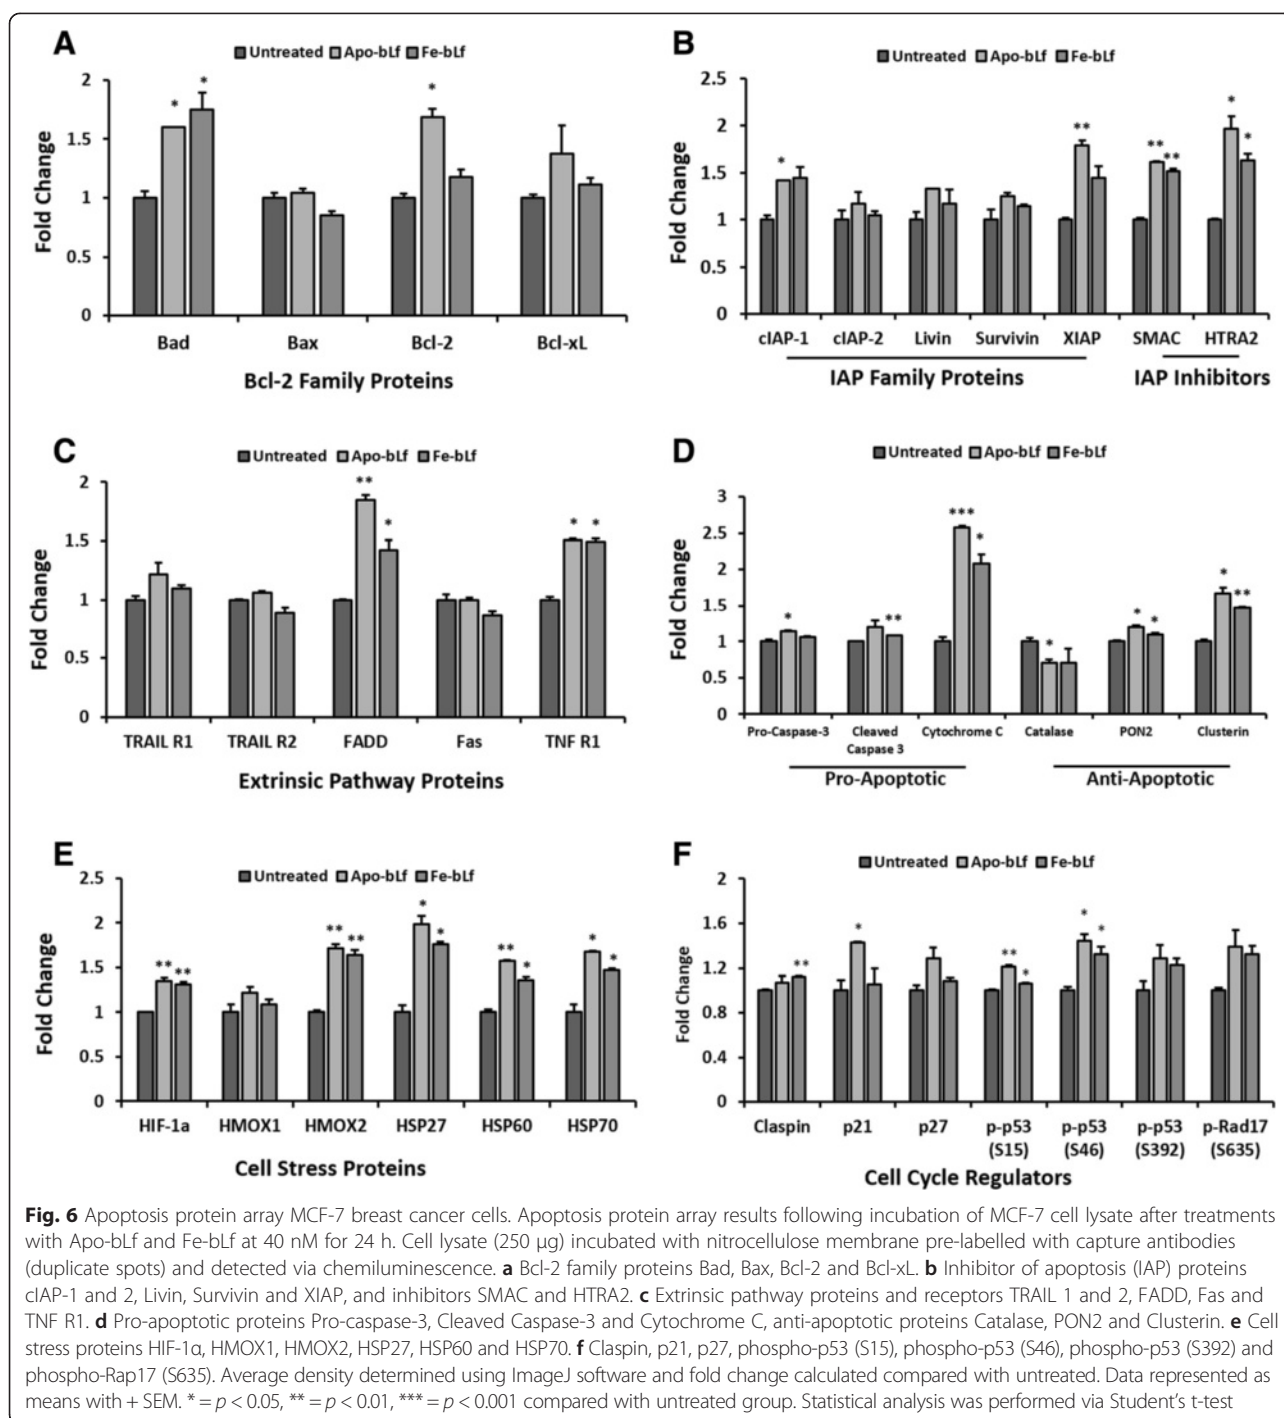 A
Untreated Apo-bLf Fe-bLf
2
1.5
1
0.5
0
Fold Change
* * *
Bad Bax Bcl-2 Bcl-xL
Bcl-2 Family Proteins
B
Untreated Apo-bLf Fe-bLf
2.5
2
1.5
1
0.5
0
Fold Change
* ** ** ** * *
cIAP-1 cIAP-2 Livin Survivin XIAP SMAC HTRA2
IAP Family Proteins IAP Inhibitors
C
Untreated Apo-bLf Fe-bLf
2
1.5
1
0.5
0
Fold Change
** * * *
TRAIL R1 TRAIL R2 FADD Fas TNF R1
Extrinsic Pathway Proteins
D
Untreated Apo-bLf Fe-bLf
3
2.5
2
1.5
1
0.5
0
Fold Change
* ** *** * * * * * **
Pro-Caspase-3 Cleaved Caspase 3 Cytochrome C Catalase PON2 Clusterin
Pro-Apoptotic Anti-Apoptotic
E
Untreated Apo-bLf Fe-bLf
2.5
2
1.5
1
0.5
0
Fold Change
** ** ** ** * * ** * * *
HIF-1a HMOX1 HMOX2 HSP27 HSP60 HSP70
Cell Stress Proteins
F
Untreated Apo-bLf Fe-bLf
2
1.6
1.2
0.8
0.4
0
Fold Change
** * ** * * *
Claspin p21 p27 p-p53 (S15) p-p53 (S46) p-p53 (S392) p-Rad17 (S635)
Cell Cycle Regulators
Fig. 6 Apoptosis protein array MCF-7 breast cancer cells. Apoptosis protein array results following incubation of MCF-7 cell lysate after treatments
with Apo-bLf and Fe-bLf at 40 nM for 24 h. Cell lysate (250 μg) incubated with nitrocellulose membrane pre-labelled with capture antibodies
(duplicate spots) and detected via chemiluminescence. a Bcl-2 family proteins Bad, Bax, Bcl-2 and Bcl-xL. b Inhibitor of apoptosis (IAP) proteins
cIAP-1 and 2, Livin, Survivin and XIAP, and inhibitors SMAC and HTRA2. c Extrinsic pathway proteins and receptors TRAIL 1 and 2, FADD, Fas and
TNF R1. d Pro-apoptotic proteins Pro-caspase-3, Cleaved Caspase-3 and Cytochrome C, anti-apoptotic proteins Catalase, PON2 and Clusterin. e Cell
stress proteins HIF-1α, HMOX1, HMOX2, HSP27, HSP60 and HSP70. f Claspin, p21, p27, phospho-p53 (S15), phospho-p53 (S46), phospho-p53 (S392) and
phospho-Rap17 (S635). Average density determined using ImageJ software and fold change calculated compared with untreated. Data represented as
means with + SEM. * = p < 0.05, ** = p < 0.01, *** = p < 0.001 compared with untreated group. Statistical analysis was performed via Student's t-test